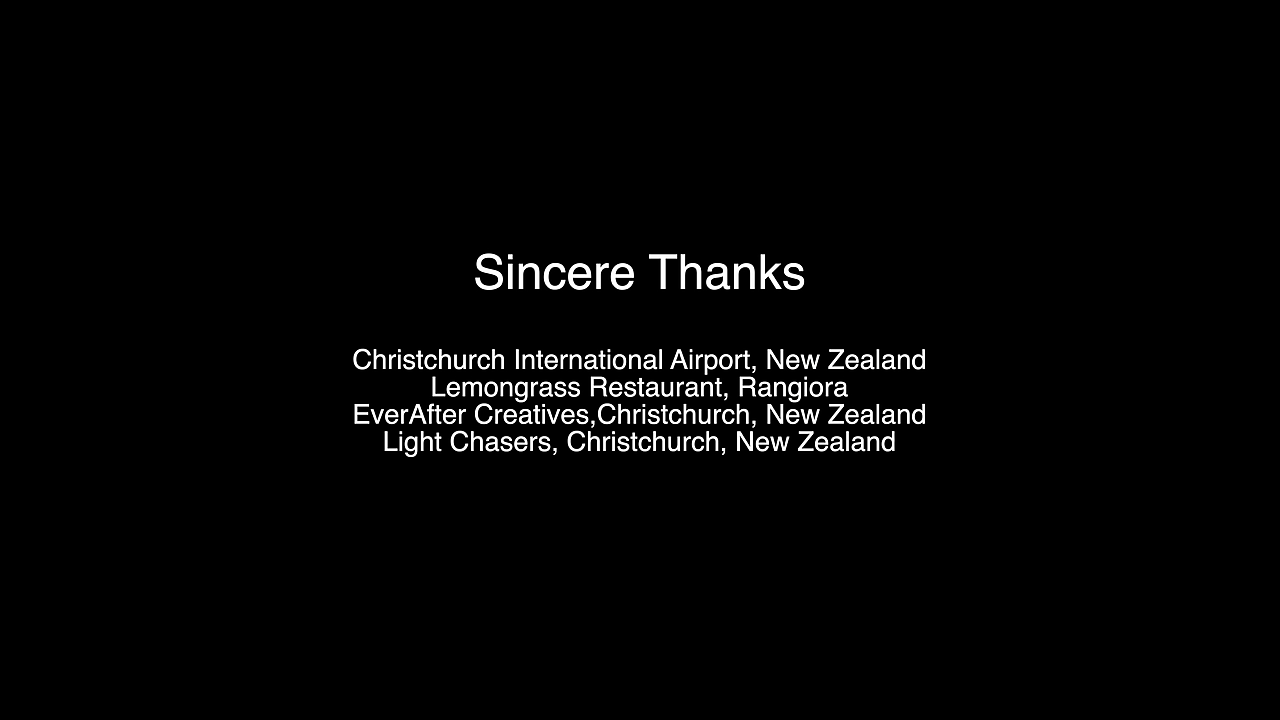 Sincere Thanks
Christchurch International Airport, New Zealand
Lemongrass Restaurant, Rangiora
EverAfter Creatives,Christchurch, New Zealand
Light Chasers, Christchurch, New Zealand